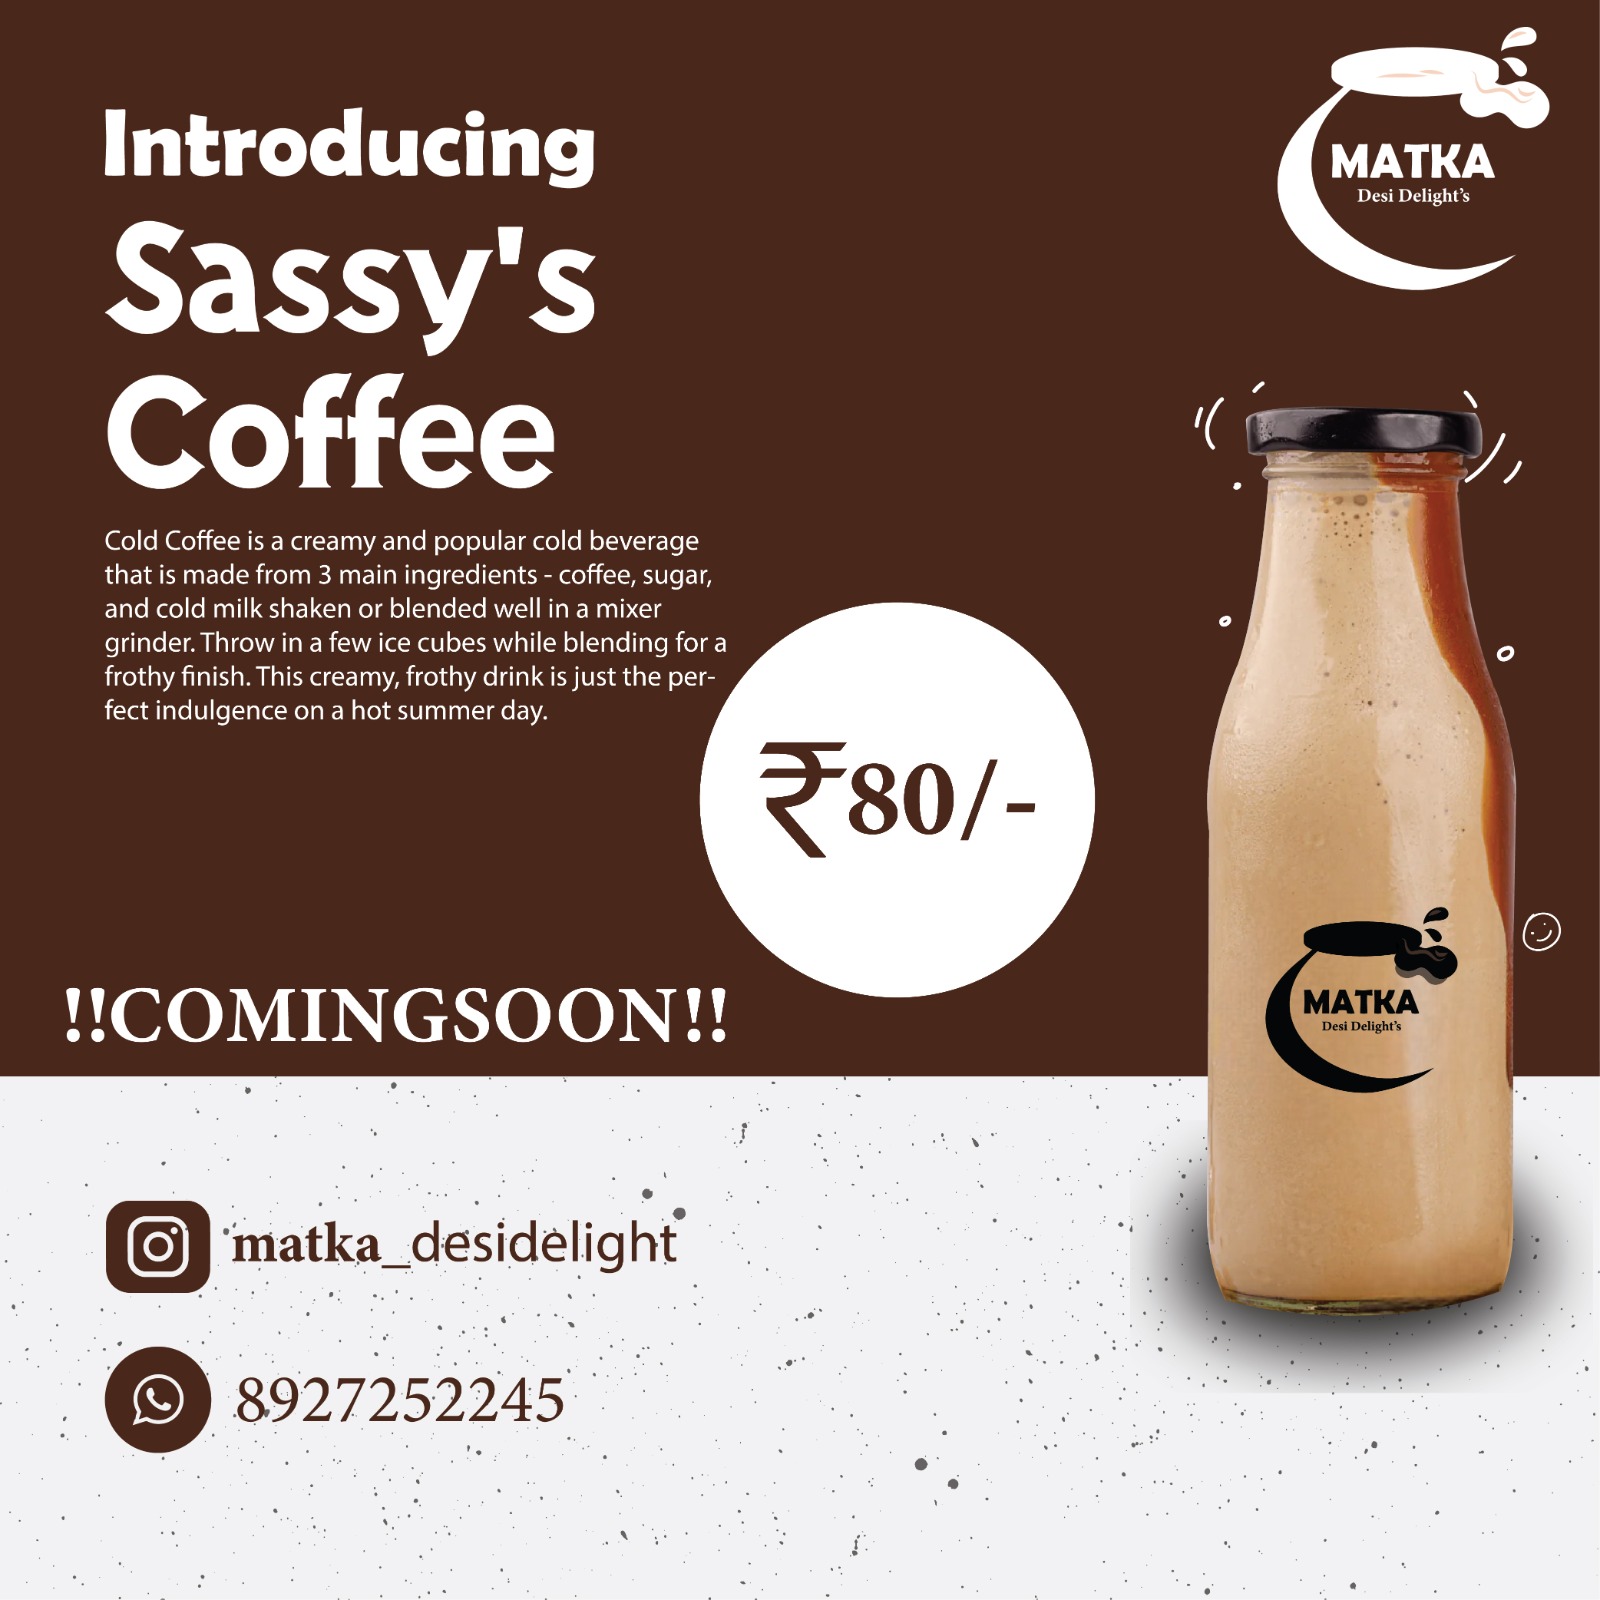 Introducing
Sassy's
Coffee
MATKA
Desi Delight's
Cold Coffee is a creamy and popular cold beverage
that is made from 3 main ingredients - coffee, sugar,
and cold milk shaken or blended well in a mixer
grinder. Throw in a few ice cubes while blending for a
frothy finish. This creamy, frothy drink is just the per-
fect indulgence on a hot summer day.
₹80/-
!!COMINGSOON!!
MATKA
Desi Delight's
matka_desidelight
8927252245